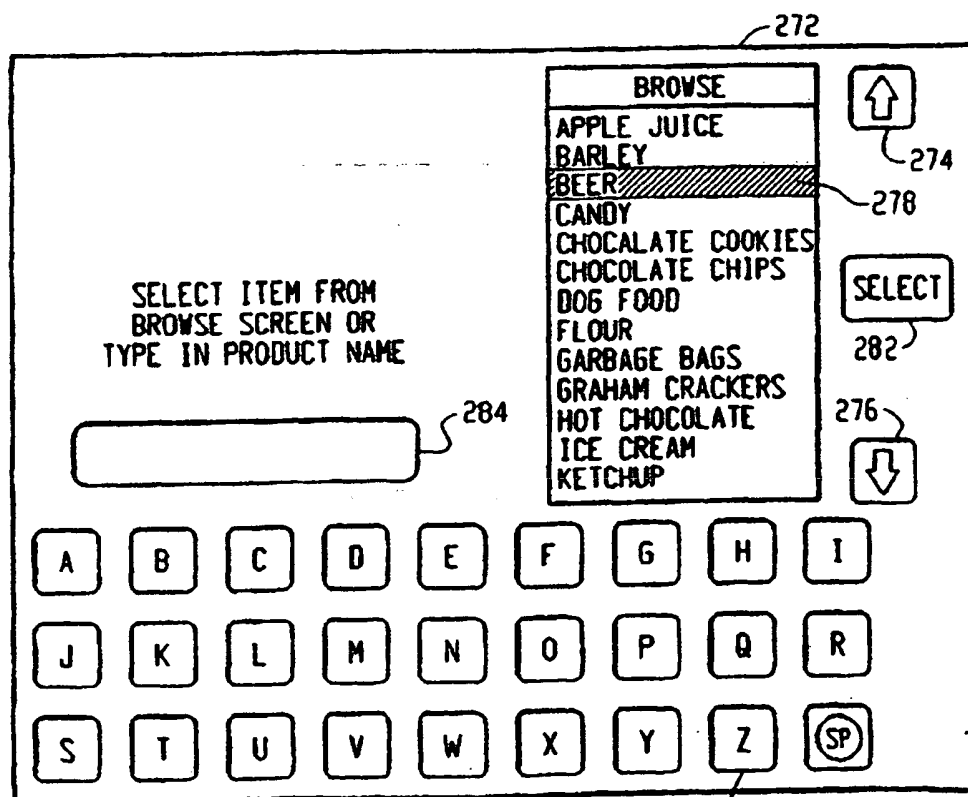 272
BROWSE
APPLE JUICE
BARLEY
BEER
CANDY
CHOCALATE COOKIES
CHOCOLATE CHIPS
DOG FOOD
FLOUR
GARBAGE BAGS
GRAHAM CRACKERS
HOT CHOCOLATE
ICE CREAM
KETCHUP
274
278
SELECT
282
276
SELECT ITEM FROM
BROWSE SCREEN OR
TYPE IN PRODUCT NAME
284
A B C D E F G H I
J K L M N O P Q R
S T U V W X Y Z SP